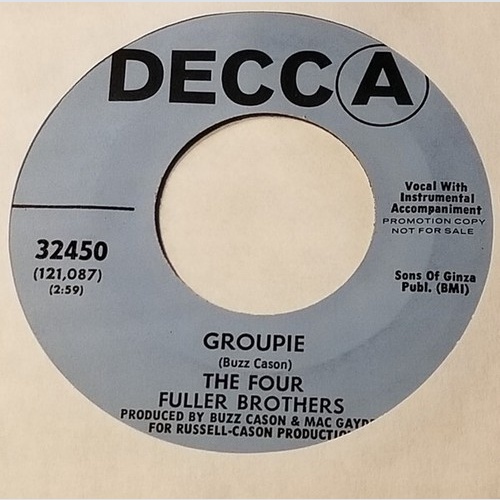 DECCA
Vocal With
Instrumental
Accompaniment
PROMOTION COPY
NOT FOR SALE
32450
(121,087)
(2:59)
Sons Of Ginza
Publ. (BMI)
GROUPIE
(Buzz Cason)
THE FOUR
FULLER BROTHERS
PRODUCED BY BUZZ CASON & MAC
FOR RUSSELL-CASON